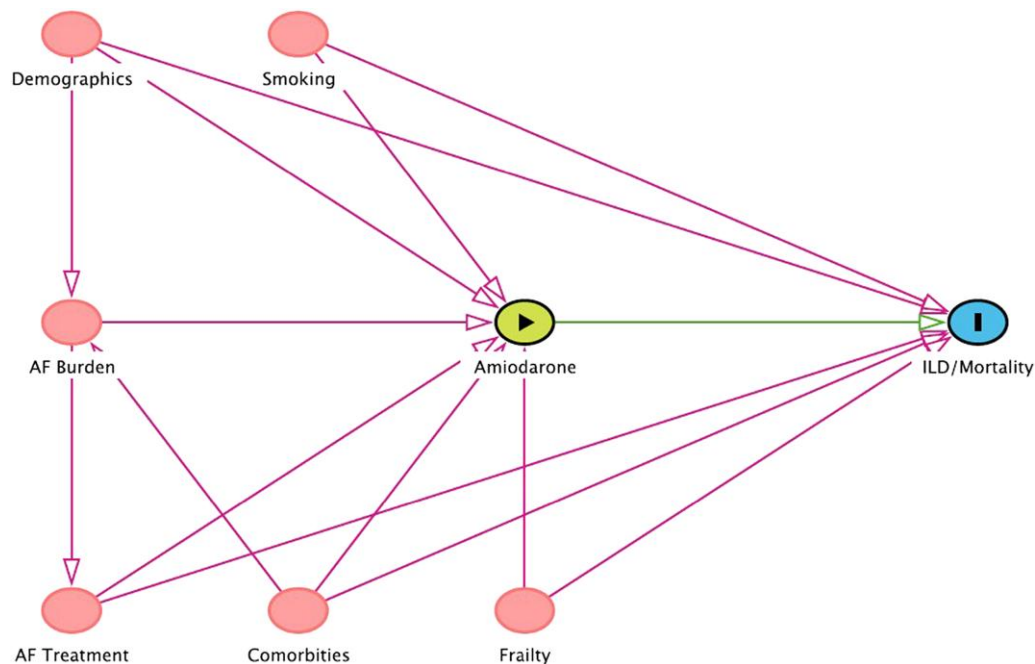 Demographics
Smoking
AF Burden
Amiodarone
ILD/Mortality
AF Treatment
Comorbities
Frailty